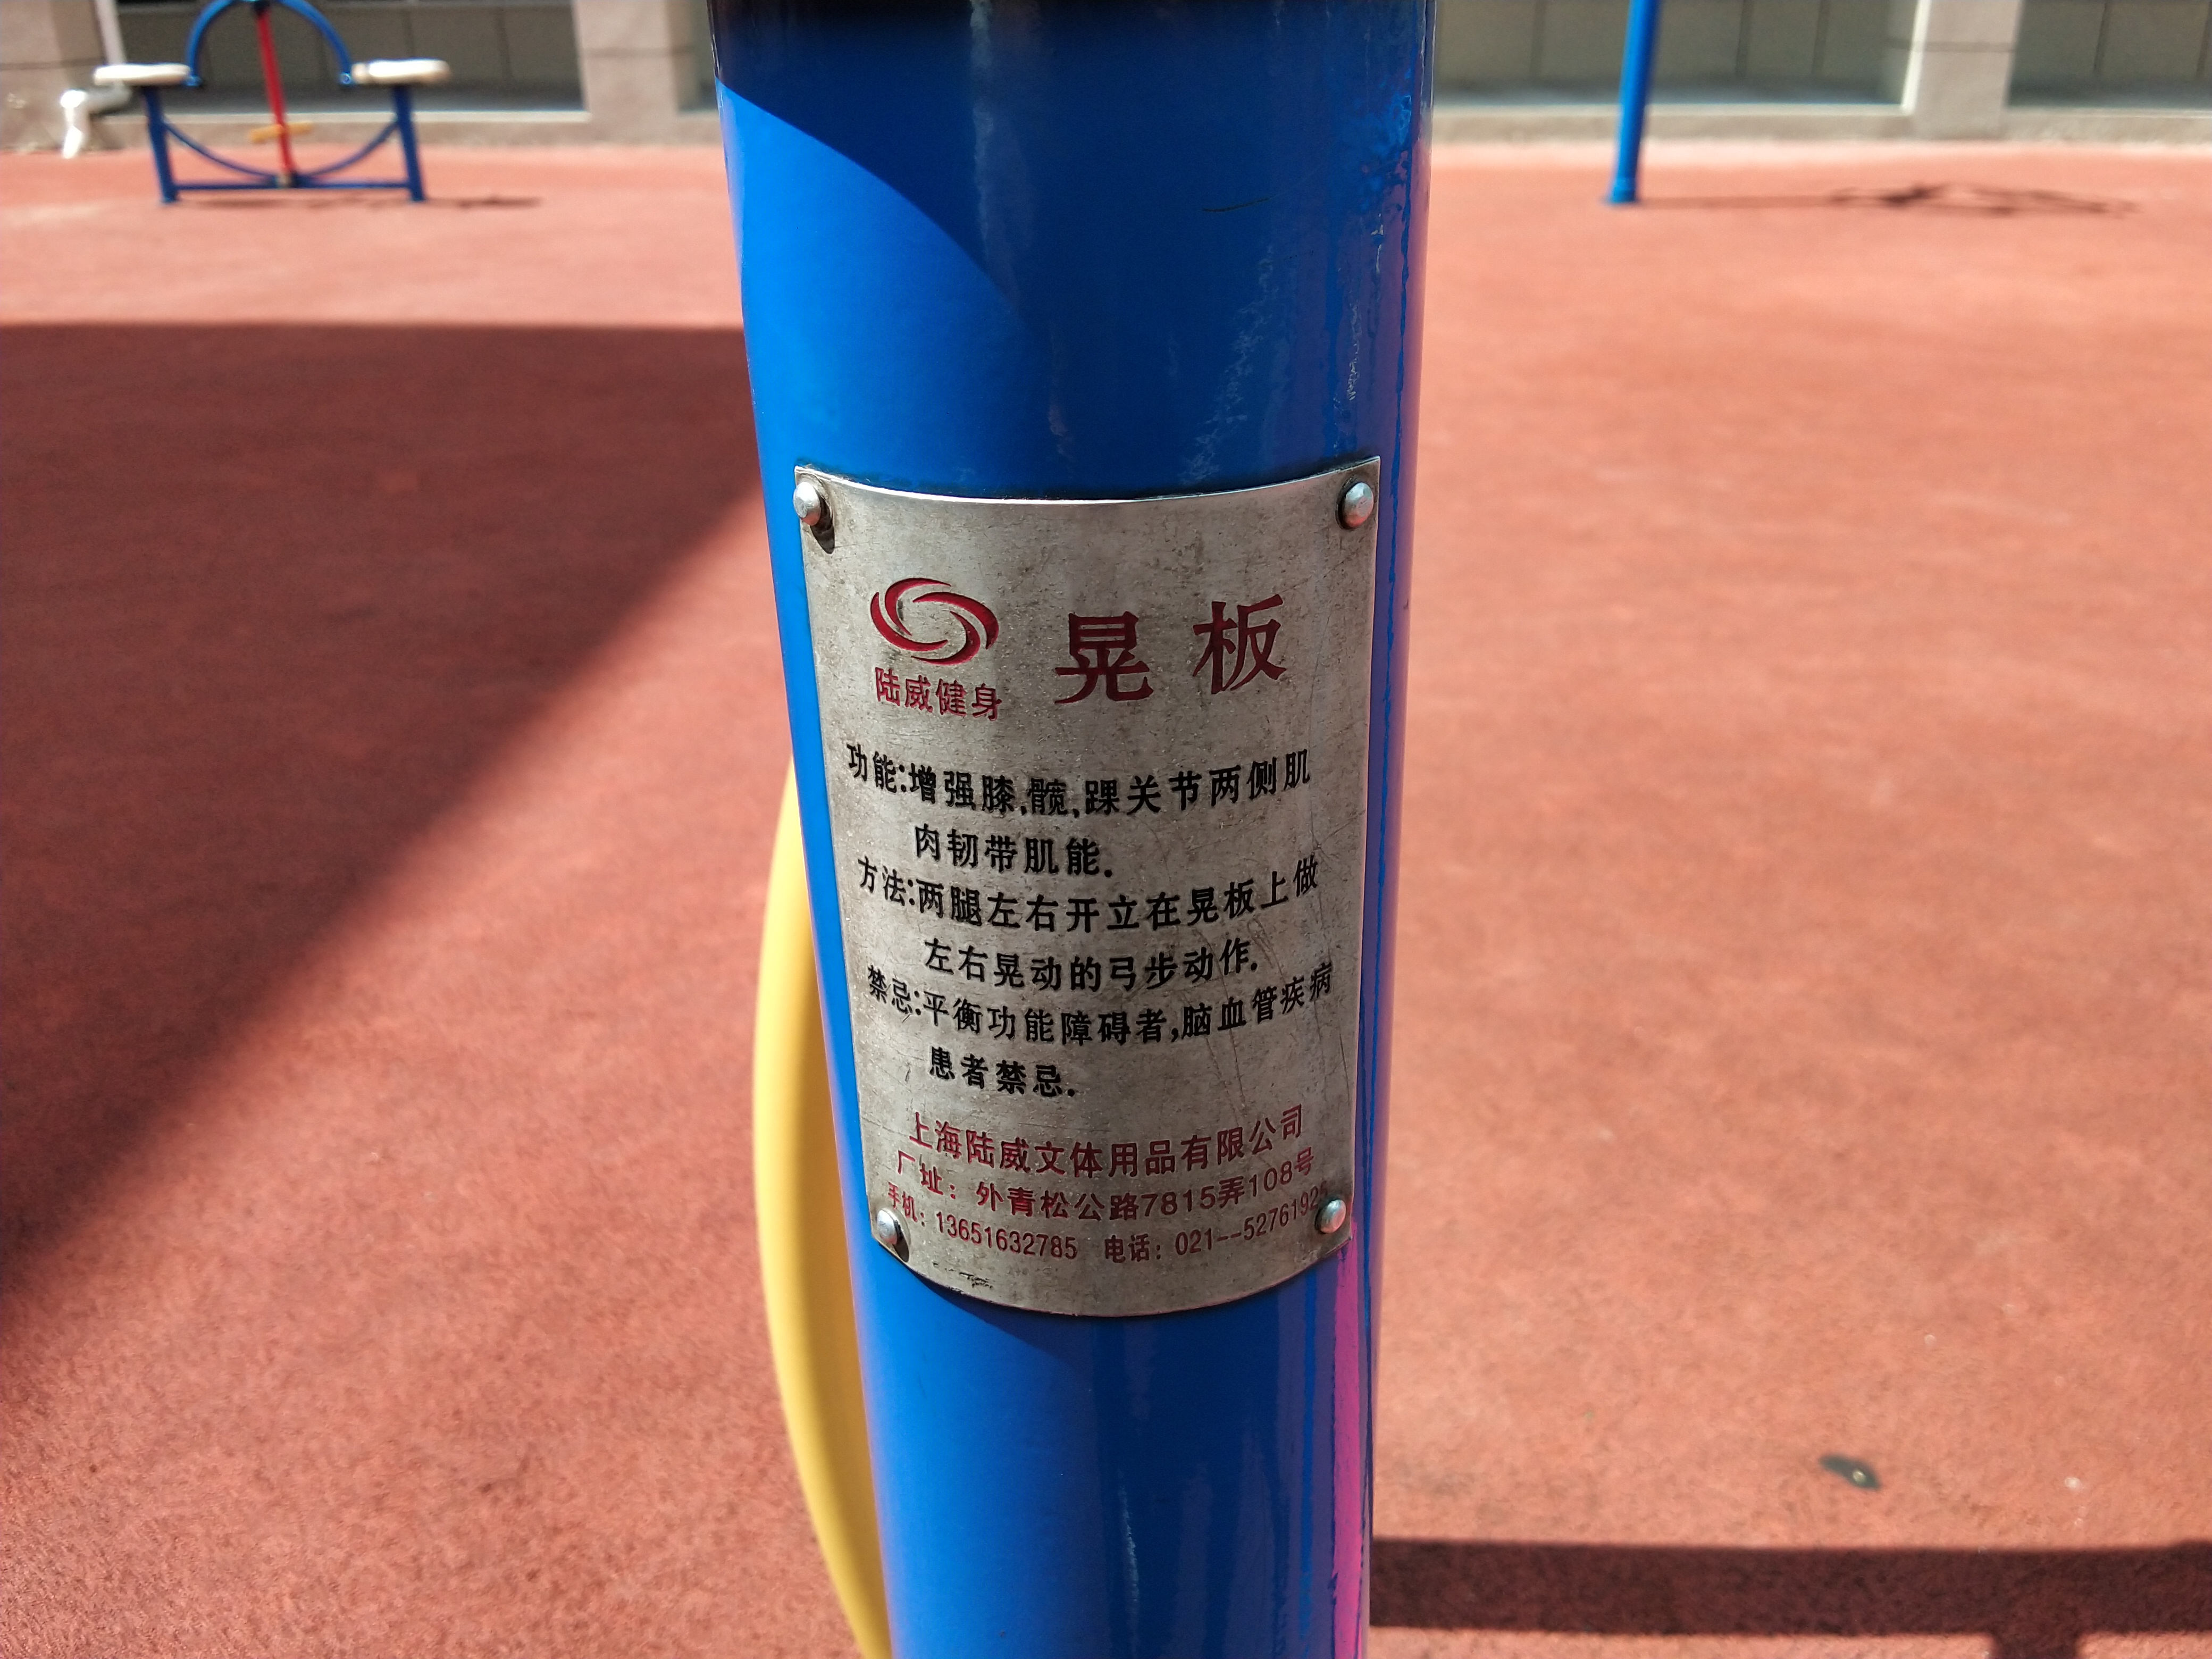 陆威健身
晃板
功能:增强膝,髋,踝关节两侧肌
肉韧带肌能.
方法:两腿左右开立在晃板上做
左右晃动的弓步动作.
禁忌:平衡功能障碍者,脑血管疾病
患者禁忌.
上海陆威文体用品有限公司
厂址：外青松公路7815弄108号
手机：13651632785 电话：021--5276192